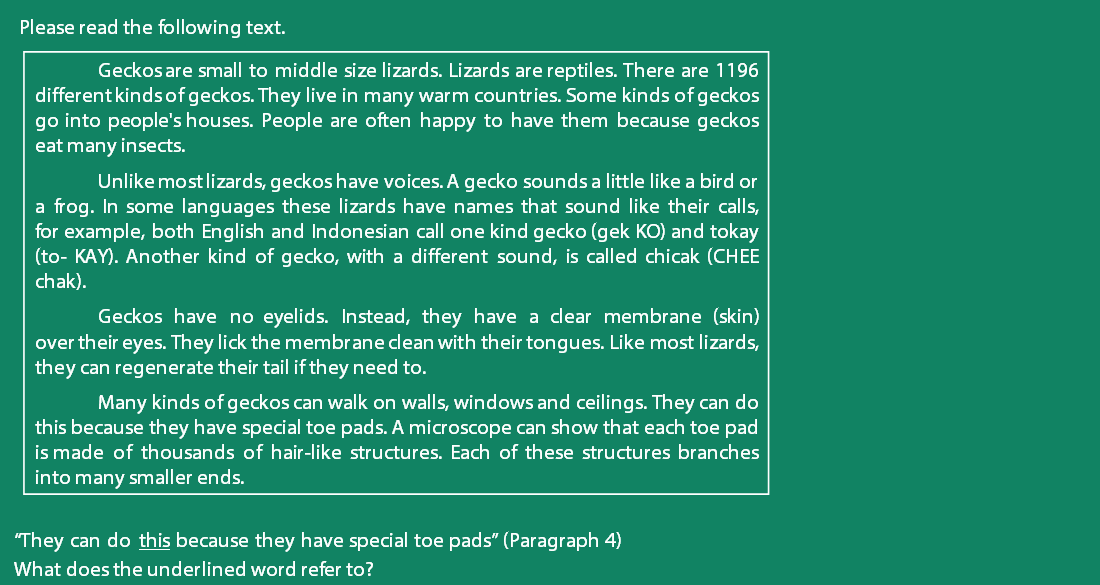 Please read the following text.
Geckos are small to middle size lizards. Lizards are reptiles. There are 1196
different kinds of geckos. They live in many warm countries. Some kinds of geckos
go into people's houses. People are often happy to have them because geckos
eat many insects.
Unlike most lizards, geckos have voices. A gecko sounds a little like a bird or
a frog. In some languages these lizards have names that sound like their calls,
for example, both English and Indonesian call one kind gecko (gek KO) and tokay
(to- KAY). Another kind of gecko, with a different sound, is called chicak (CHEE
chak).
Geckos have no eyelids. Instead, they have a clear membrane (skin)
over their eyes. They lick the membrane clean with their tongues. Like most lizards,
they can regenerate their tail if they need to.
Many kinds of geckos can walk on walls, windows and ceilings. They can do
this because they have special toe pads. A microscope can show that each toe pad
is made of thousands of hair-like structures. Each of these structures branches
into many smaller ends.
“They can do this because they have special toe pads” (Paragraph 4)
What does the underlined word refer to?